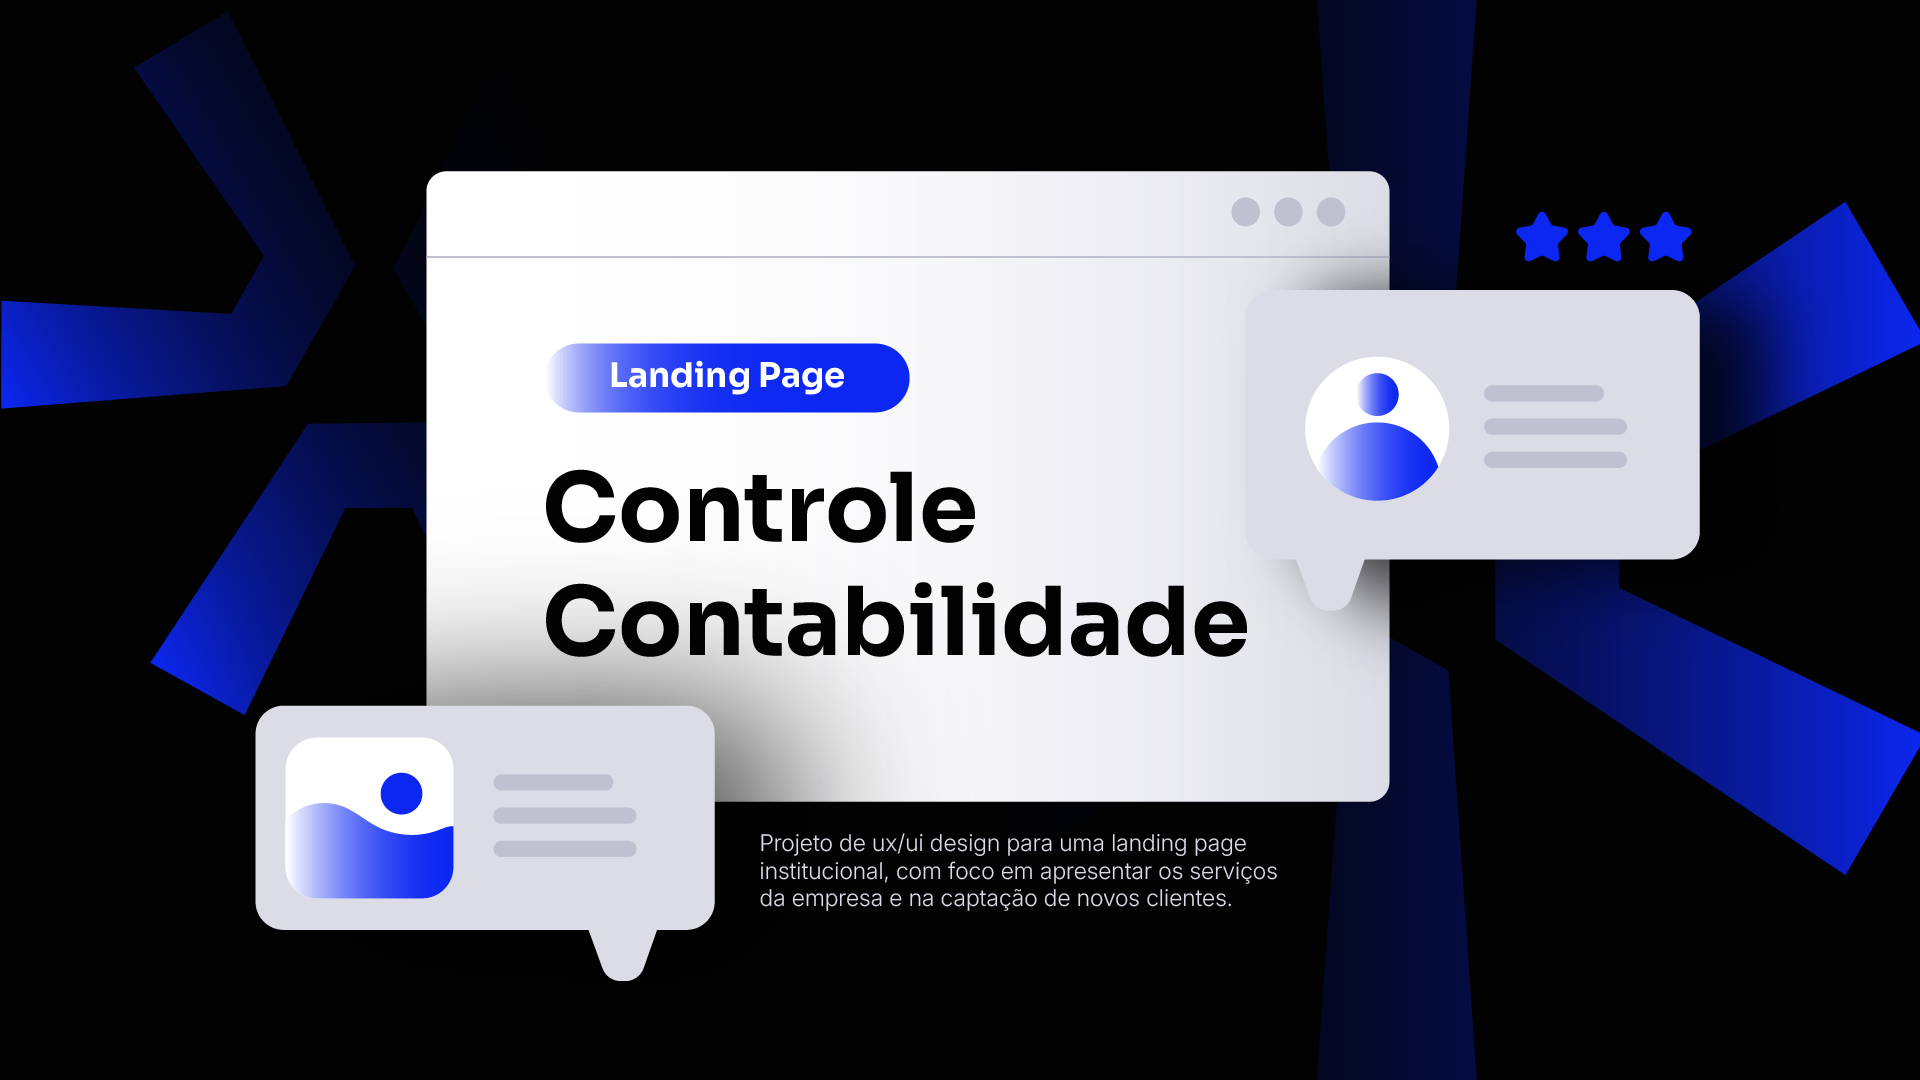 Landing Page
Controle
Contabilidade
Projeto de ux/ui design para uma landing page
institucional, com foco em apresentar os serviços
da empresa e na captação de novos clientes.